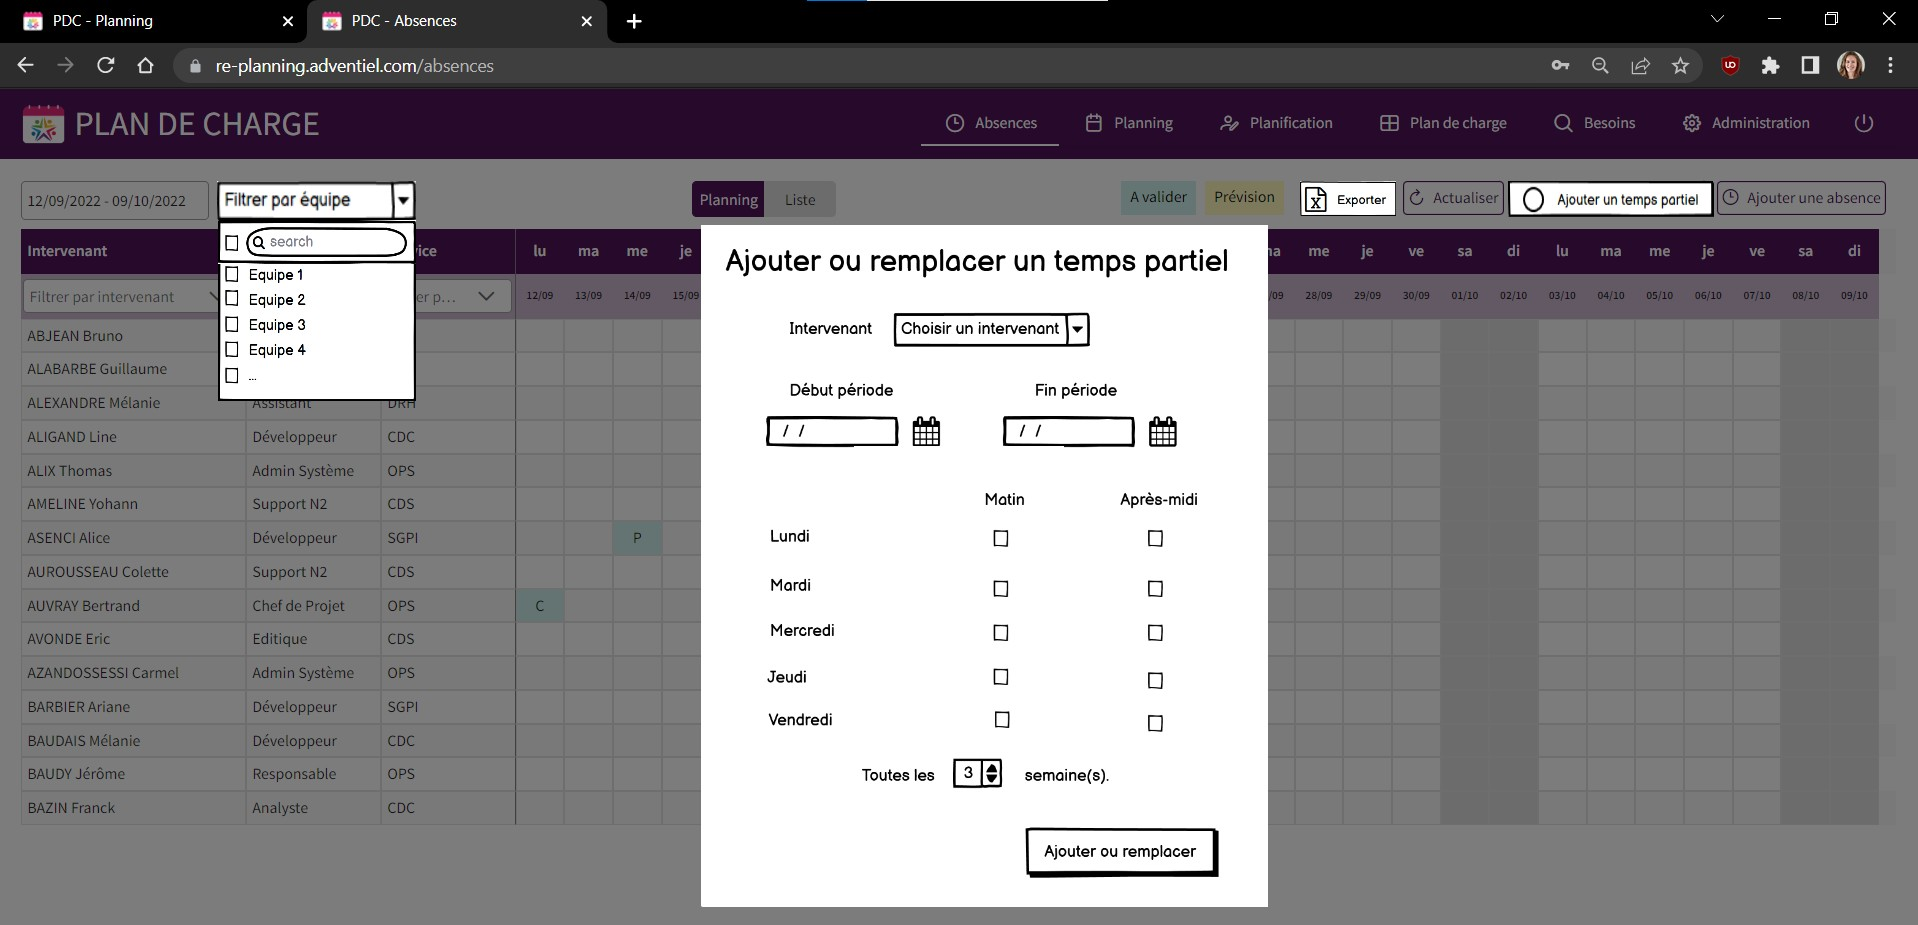 PDC - Planning
PDC - Absences
re-planning.adventiel.com/absences
PLAN DE CHARGE
Absences
Planning
Planification
Plan de charge
Besoins
Administration
12/09/2022 - 09/10/2022
Filtrer par équipe
Planning
Liste
A valider
Prévision
Exporter
Actualiser
Ajouter un temps partiel
Ajouter une absence
search
Equipe 1
Equipe 2
Equipe 3
Equipe 4
...
Intervenant
ice
lu ma me je
ma me je ve sa di lu ma me je ve sa di
Filtrer par intervenant
er p...
12/09 13/09 14/09 15/09
/09 28/09 29/09 30/09 01/10 02/10 03/10 04/10 05/10 06/10 07/10 08/10 09/10
ABJEAN Bruno
ALABARBE Guillaume
ALEXANDRE Mélanie Assistant DRH
ALIGAND Line Développeur CDC
ALIX Thomas Admin Système OPS
AMELINE Yohann Support N2 CDS
ASENCI Alice Développeur SGPI P
AUROUSSEAU Colette Support N2 CDS
AUVRAY Bertrand Chef de Projet OPS C
AVONDE Eric Editique CDS
AZANDOSSESSI Carmel Admin Système OPS
BARBIER Ariane Développeur SGPI
BAUDAIS Mélanie Développeur CDC
BAUDY Jérôme Responsable OPS
BAZIN Franck Analyste CDC
Ajouter ou remplacer un temps partiel
Intervenant Choisir un intervenant
Début période Fin période
/ / / /
Matin Après-midi
Lundi
Mardi
Mercredi
Jeudi
Vendredi
Toutes les 3 semaine(s).
Ajouter ou remplacer